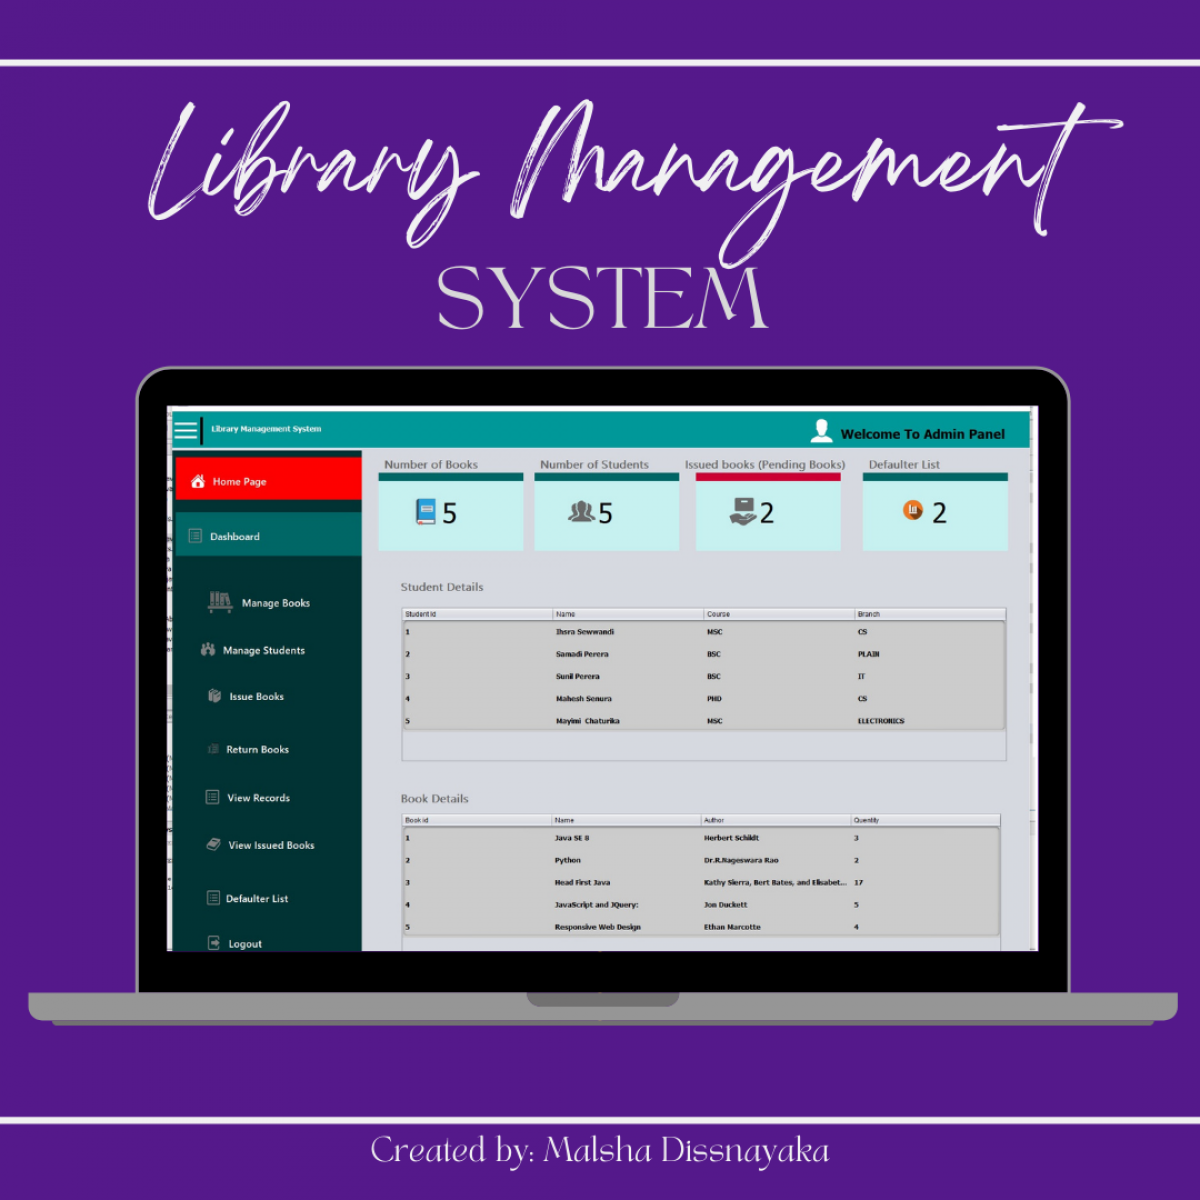 Library Management
SYSTEM
Library Management System
Welcome To Admin Panel
Home Page
Dashboard
Manage Books
Manage Students
Issue Books
Return Books
View Records
View Issued Books
Defaulter List
Logout
Number of Books Number of Students Issued books (Pending Books) Defaulter List
5 5 2 2
Student Details
Student Id Name Course Branch
1 Ihsra Sewwandi MSC CS
2 Samadi Perera BSC PLAIN
3 Sunil Perera BSC IT
4 Mahesh Senura PHD CS
5 Mayimi Chaturika MSC ELECTRONICS
Book Details
Book id Name Author Quentity
1 Java SE 8 Herbert Schildt 3
2 Python Dr.R.Nageswara Rao 2
3 Head First Java Kathy Sierra, Bert Bates, and Elisabet... 17
4 JavaScript and JQuery: Jon Duckett 5
5 Responsive Web Design Ethan Marcotte 4
Created by: Malsha Dissnayaka